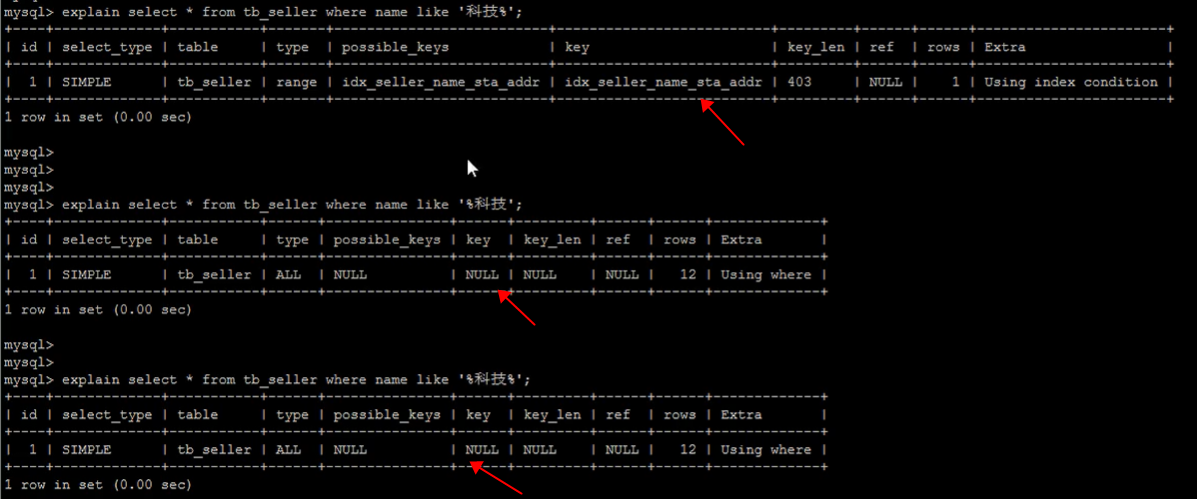 mysql> explain select * from tb_seller where name like '科技%';
+----+-------------+-----------+-------+--------------------------+--------------------------+---------+------+------+-----------------------+
| id | select_type | table     | type  | possible_keys            | key                      | key_len | ref  | rows | Extra                 |
+----+-------------+-----------+-------+--------------------------+--------------------------+---------+------+------+-----------------------+
|  1 | SIMPLE      | tb_seller | range | idx_seller_name_sta_addr | idx_seller_name_sta_addr | 403     | NULL |    1 | Using index condition |
+----+-------------+-----------+-------+--------------------------+--------------------------+---------+------+------+-----------------------+
1 row in set (0.00 sec)
mysql>
mysql>
mysql>
mysql> explain select * from tb_seller where name like '%科技';
+----+-------------+-----------+------+---------------+------+---------+------+------+-------------+
| id | select_type | table     | type | possible_keys | key  | key_len | ref  | rows | Extra       |
+----+-------------+-----------+------+---------------+------+---------+------+------+-------------+
|  1 | SIMPLE      | tb_seller | ALL  | NULL          | NULL | NULL    | NULL |   12 | Using where |
+----+-------------+-----------+------+---------------+------+---------+------+------+-------------+
1 row in set (0.00 sec)
mysql>
mysql>
mysql> explain select * from tb_seller where name like '%科技%';
+----+-------------+-----------+------+---------------+------+---------+------+------+-------------+
| id | select_type | table     | type | possible_keys | key  | key_len | ref  | rows | Extra       |
+----+-------------+-----------+------+---------------+------+---------+------+------+-------------+
|  1 | SIMPLE      | tb_seller | ALL  | NULL          | NULL | NULL    | NULL |   12 | Using where |
+----+-------------+-----------+------+---------------+------+---------+------+------+-------------+
1 row in set (0.00 sec)